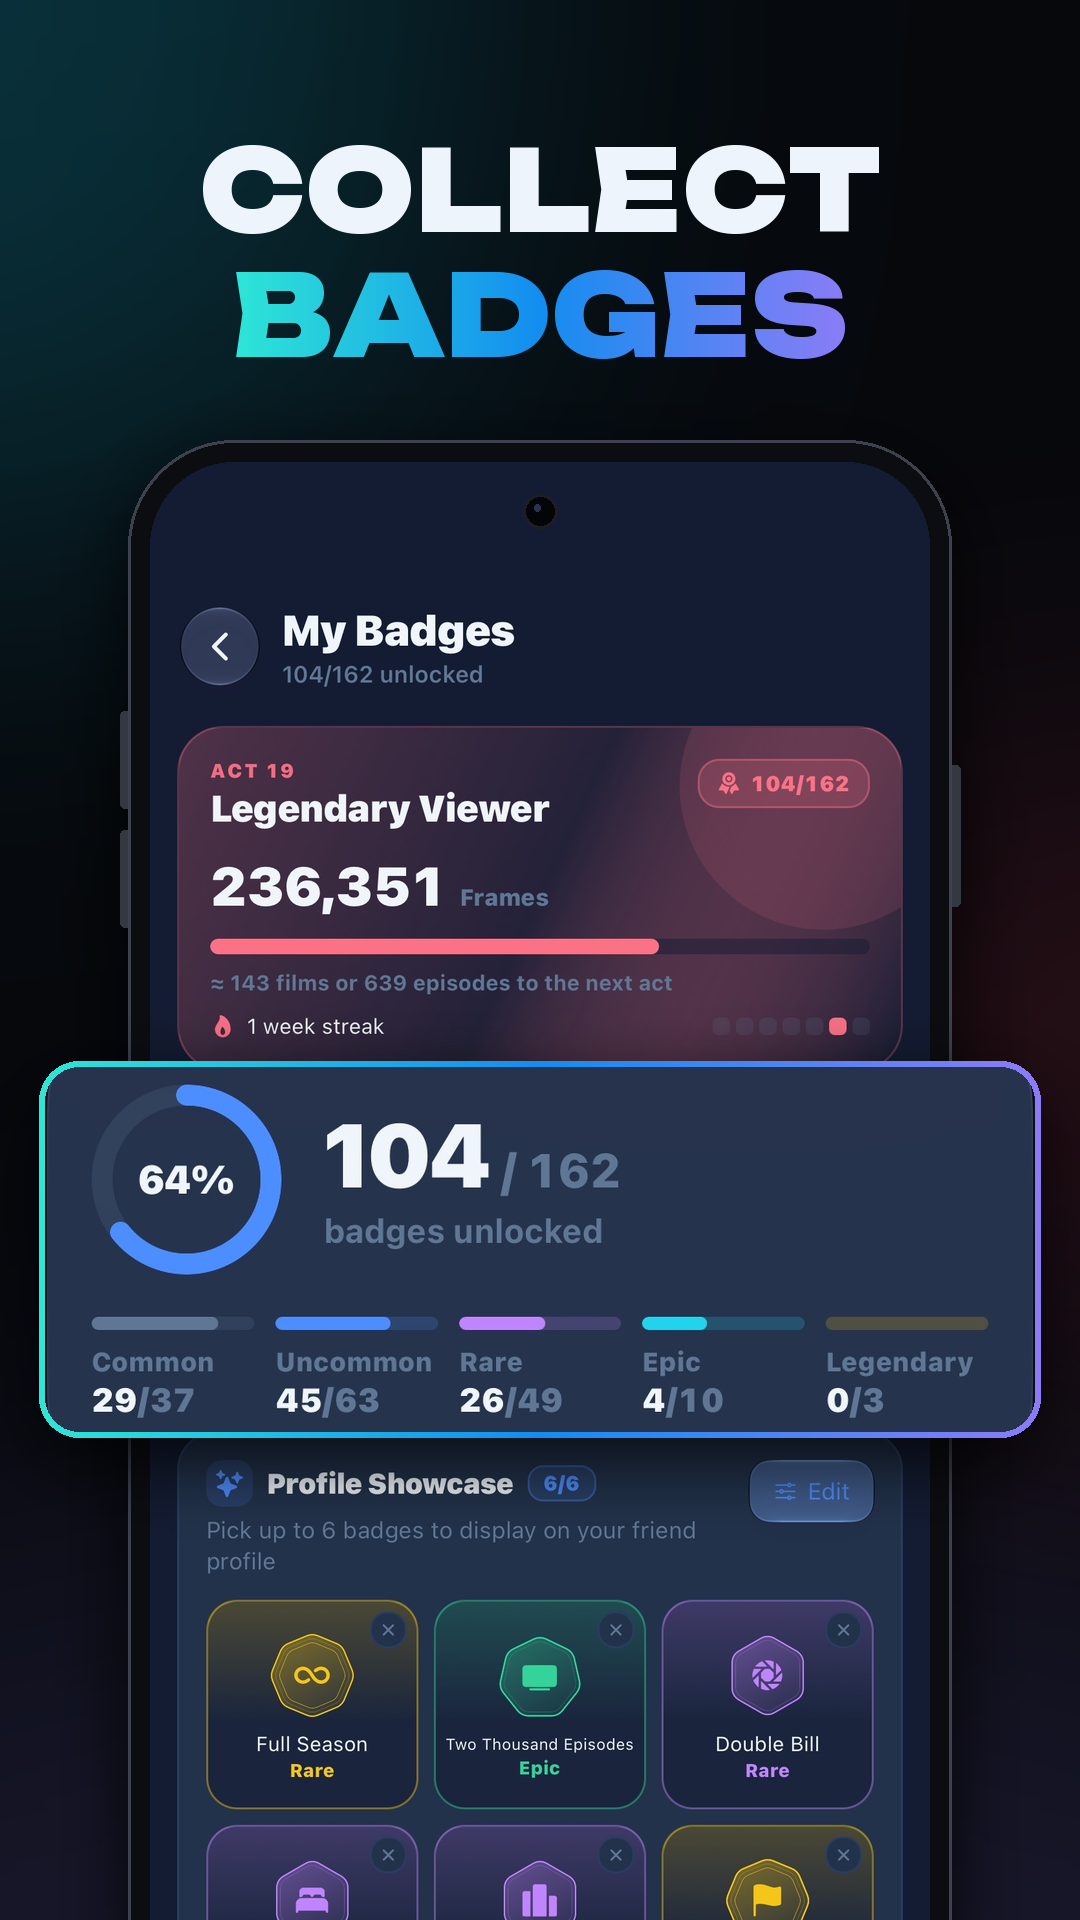 COLLECT
BADGES
My Badges
104/162 unlocked
ACT 19
104/162
Legendary Viewer
236,351 Frames
≈ 143 films or 639 episodes to the next act
1 week streak
64%
104 / 162
badges unlocked
Common Uncommon Rare Epic Legendary
29/37 45/63 26/49 4/10 0/3
Profile Showcase 6/6 Edit
Pick up to 6 badges to display on your friend
profile
Full Season Two Thousand Episodes Double Bill
Rare Epic Rare